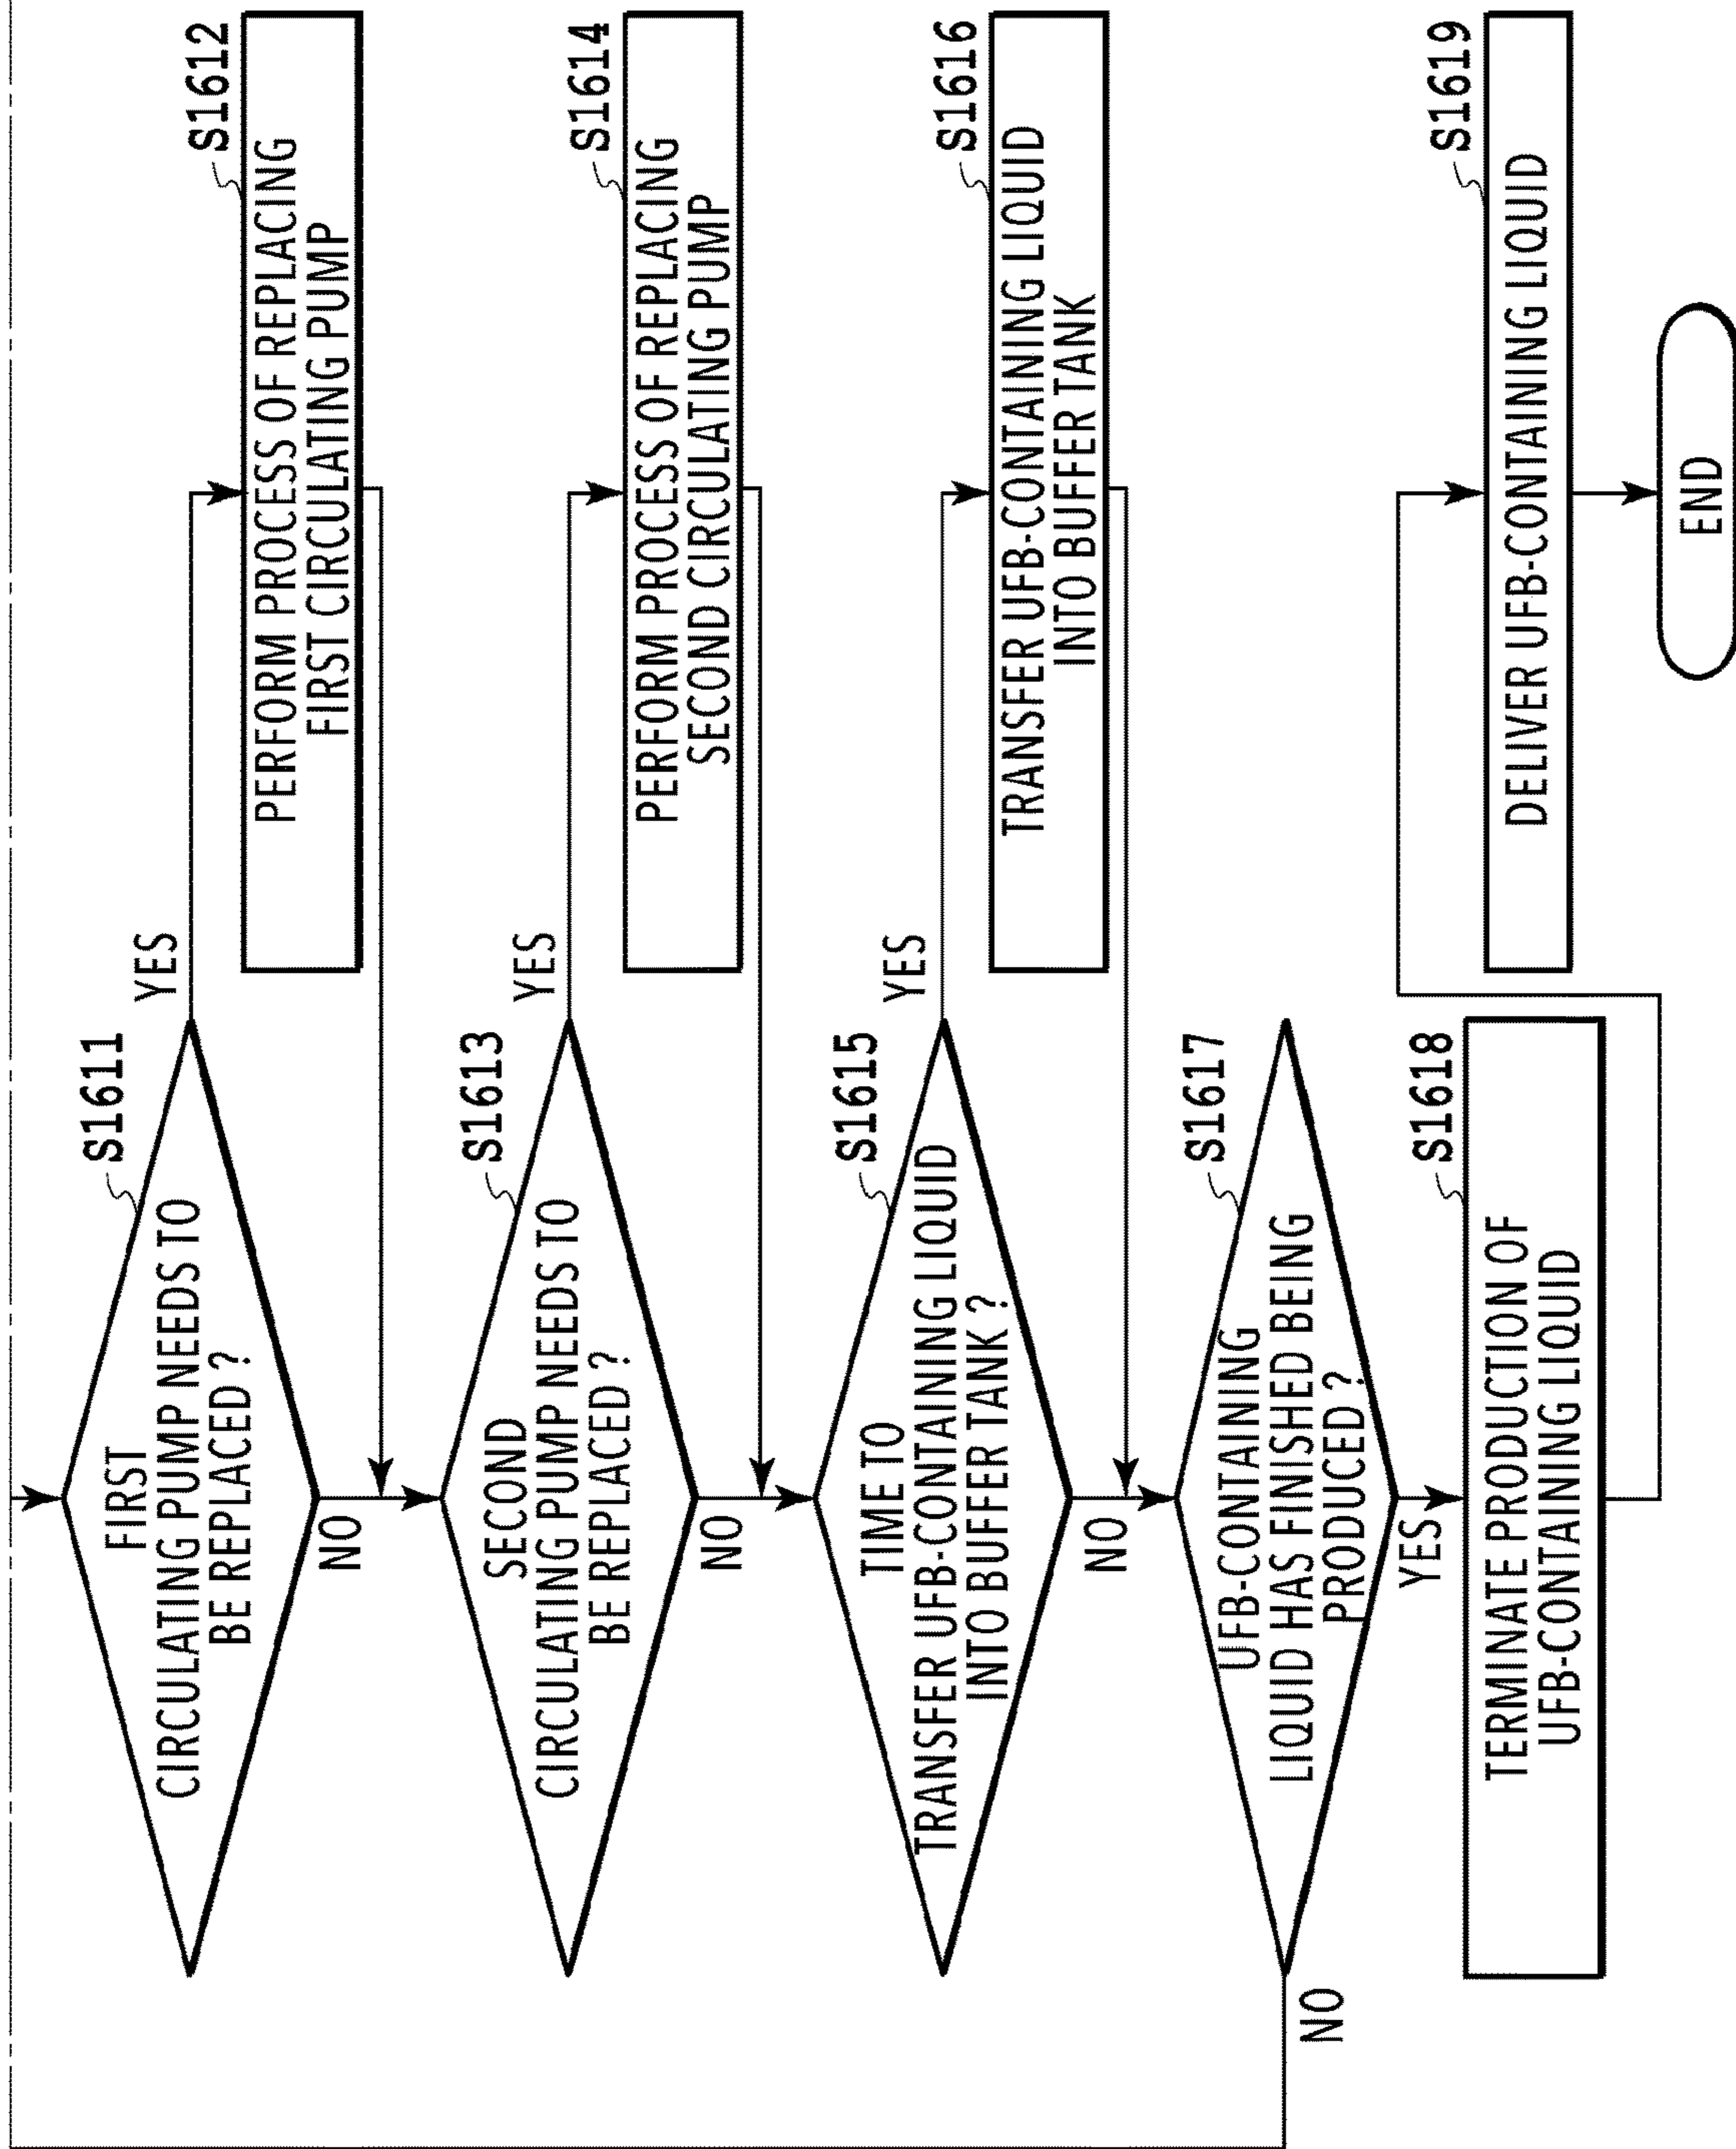 S1611
FIRST
CIRCULATING PUMP NEEDS TO
BE REPLACED ?
YES
NO
S1612
PERFORM PROCESS OF REPLACING
FIRST CIRCULATING PUMP
S1613
SECOND
CIRCULATING PUMP NEEDS TO
BE REPLACED ?
YES
NO
S1614
PERFORM PROCESS OF REPLACING
SECOND CIRCULATING PUMP
S1615
TIME TO
TRANSFER UFB-CONTAINING LIQUID
INTO BUFFER TANK ?
YES
NO
S1616
TRANSFER UFB-CONTAINING LIQUID
INTO BUFFER TANK
S1617
UFB-CONTAINING
LIQUID HAS FINISHED BEING
PRODUCED ?
NO
YES
S1618
TERMINATE PRODUCTION OF
UFB-CONTAINING LIQUID
S1619
DELIVER UFB-CONTAINING LIQUID
END